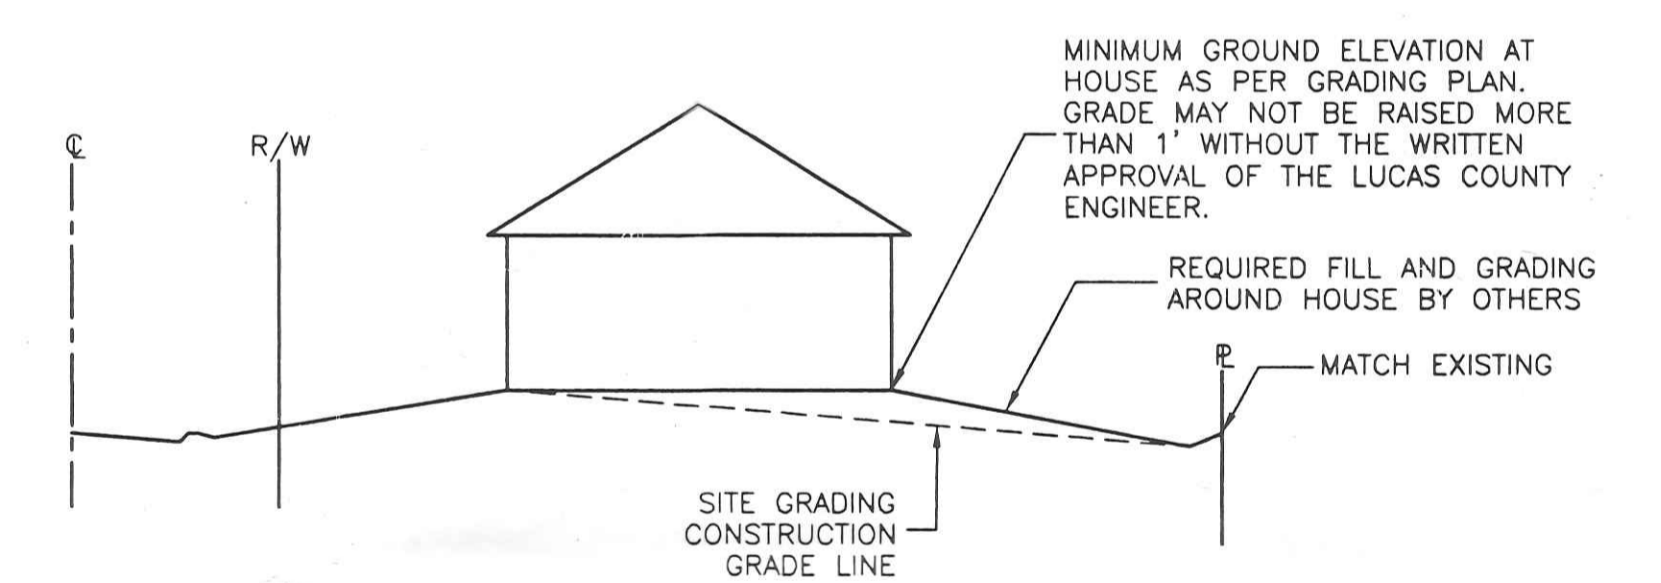 MINIMUM GROUND ELEVATION AT
HOUSE AS PER GRADING PLAN.
GRADE MAY NOT BE RAISED MORE
THAN 1' WITHOUT THE WRITTEN
APPROVAL OF THE LUCAS COUNTY
ENGINEER.
℄
R/W
REQUIRED FILL AND GRADING
AROUND HOUSE BY OTHERS
PL
MATCH EXISTING
SITE GRADING
CONSTRUCTION
GRADE LINE